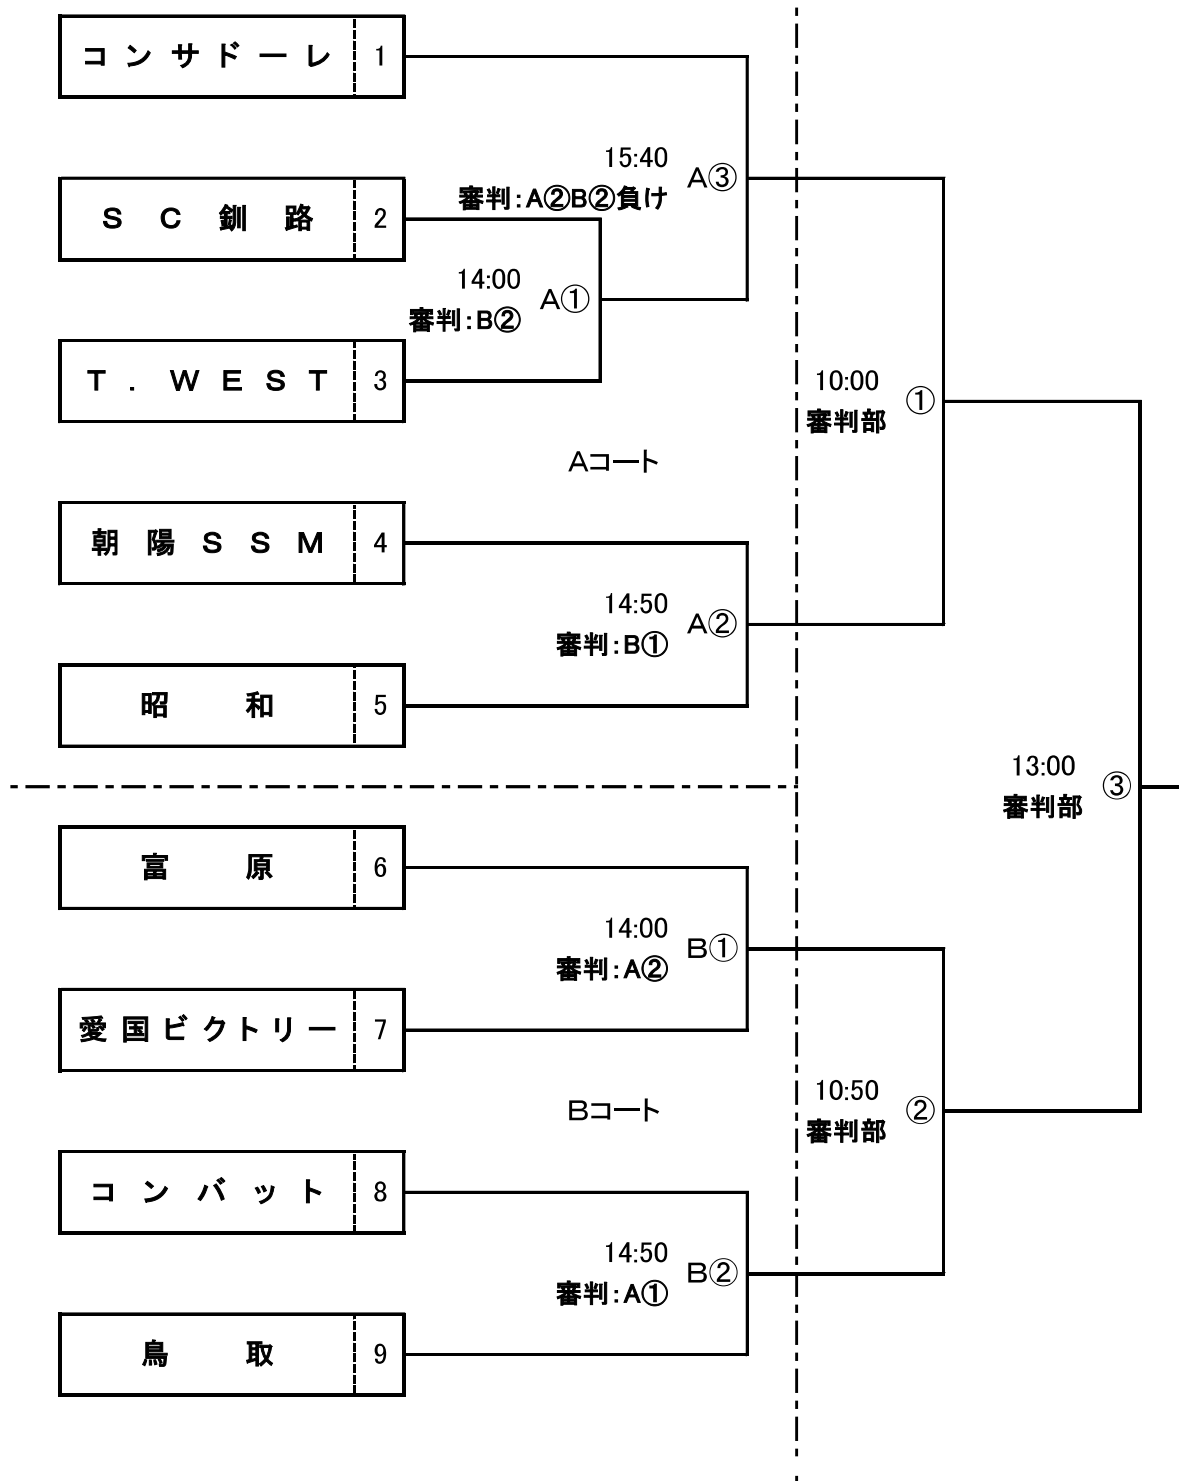 コンサドーレ 1
15:40
審判:A②B②負け A③
SC釧路 2
14:00
審判:B② A①
T.WEST 3
10:00
審判部 ①
Aコート
朝陽SSM 4
14:50
審判:B① A②
昭和 5
13:00
審判部 ③
富原 6
14:00
審判:A② B①
愛国ビクトリー 7
Bコート
10:50
審判部 ②
コンバット 8
14:50
審判:A① B②
鳥取 9